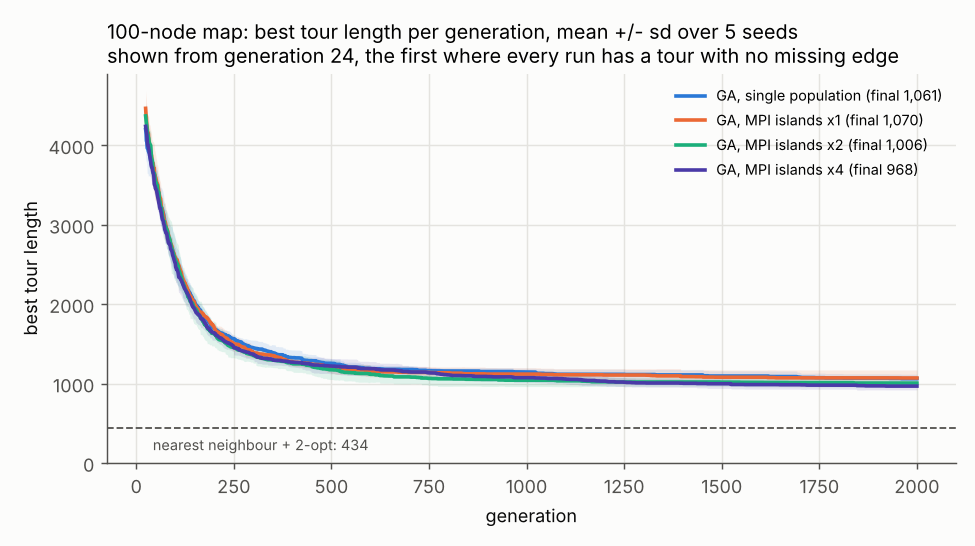 100-node map: best tour length per generation, mean +/- sd over 5 seeds
shown from generation 24, the first where every run has a tour with no missing edge
GA, single population (final 1,061)
GA, MPI islands x1 (final 1,070)
GA, MPI islands x2 (final 1,006)
GA, MPI islands x4 (final 968)
best tour length
4000
3000
2000
1000
0
nearest neighbour + 2-opt: 434
0 250 500 750 1000 1250 1500 1750 2000
generation